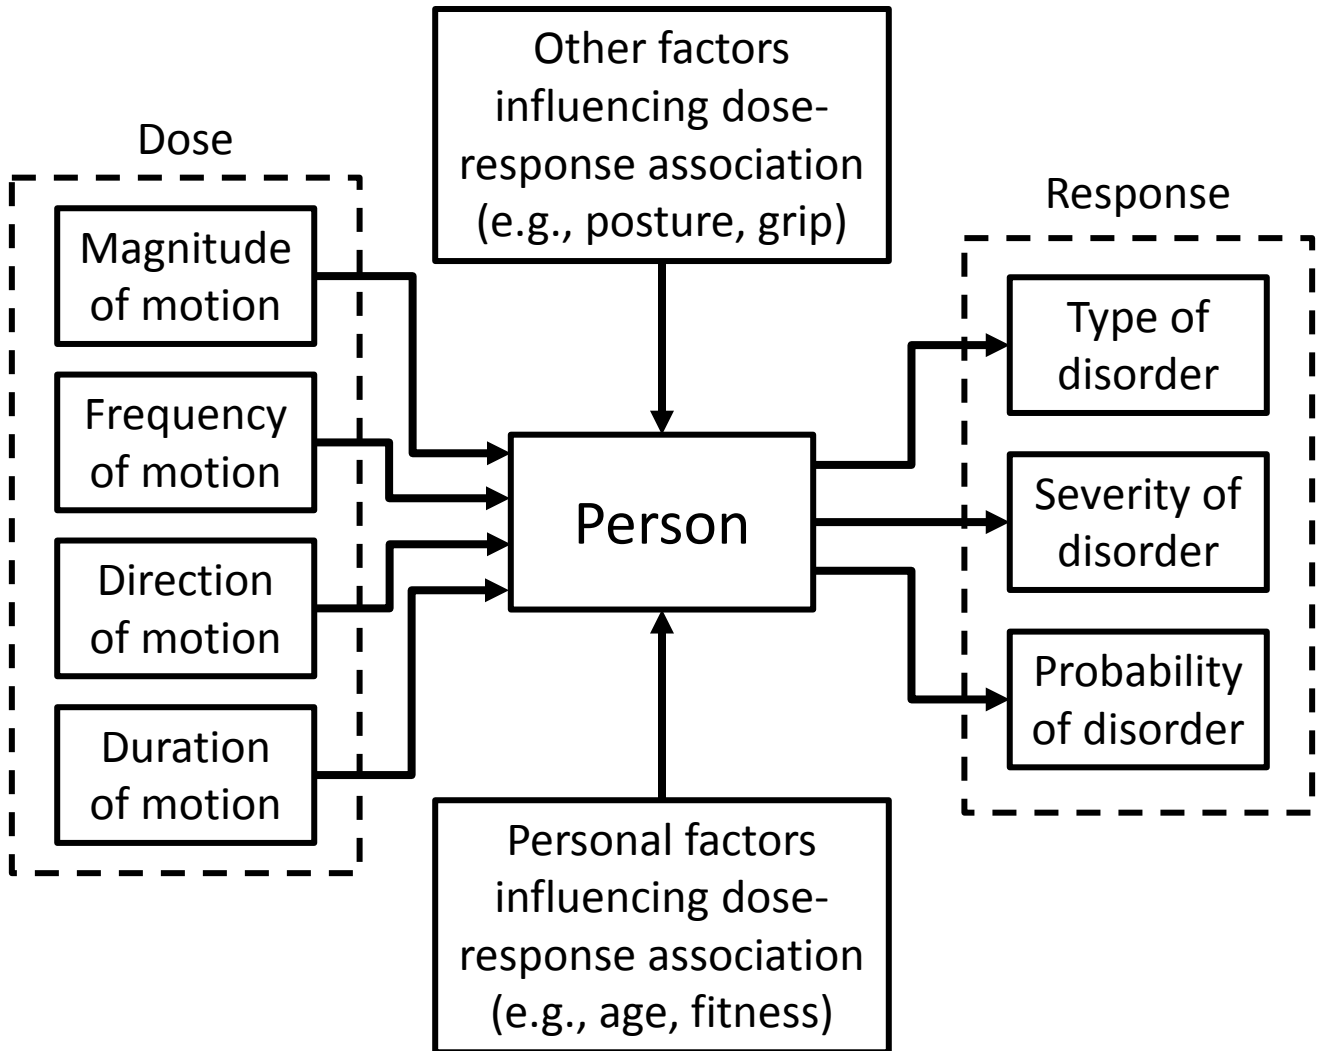 Dose
Magnitude
of motion
Frequency
of motion
Direction
of motion
Duration
of motion
Other factors
influencing dose-
response association
(e.g., posture, grip)
Person
Personal factors
influencing dose-
response association
(e.g., age, fitness)
Response
Type of
disorder
Severity of
disorder
Probability
of disorder